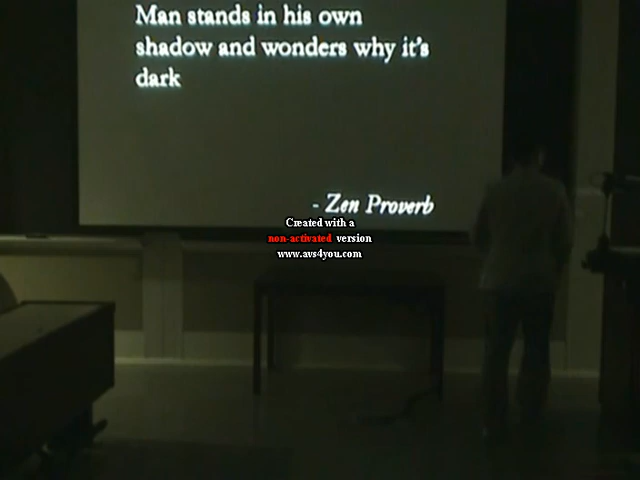 Man stands in his own
shadow and wonders why it's
dark
- Zen Proverb
Created with a
non-activated version
www.avs4you.com